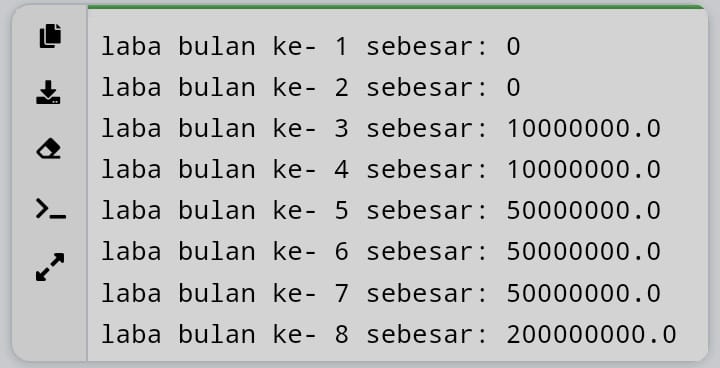 laba bulan ke- 1 sebesar: 0
laba bulan ke- 2 sebesar: 0
laba bulan ke- 3 sebesar: 10000000.0
laba bulan ke- 4 sebesar: 10000000.0
laba bulan ke- 5 sebesar: 50000000.0
laba bulan ke- 6 sebesar: 50000000.0
laba bulan ke- 7 sebesar: 50000000.0
laba bulan ke- 8 sebesar: 200000000.0